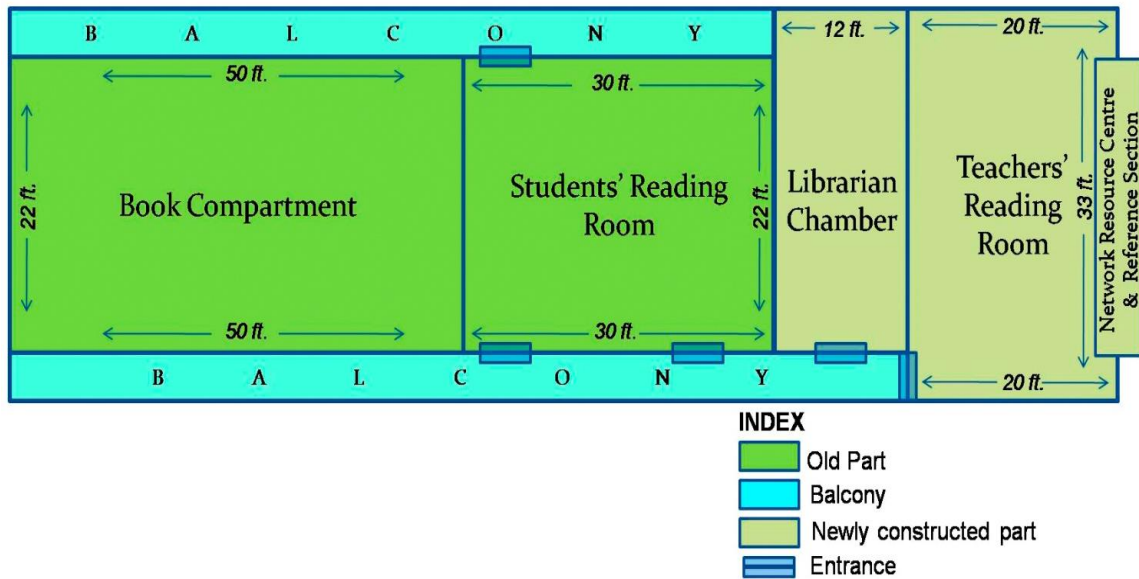 B A L C O N Y
12 ft.
20 ft.
50 ft.
30 ft.
22 ft.
Book Compartment
Students' Reading
Room
22 ft.
Librarian
Chamber
Teachers'
Reading
Room
33 ft.
Network Resource Centre
& Reference Section
50 ft.
30 ft.
20 ft.
B A L C O N Y
INDEX
Old Part
Balcony
Newly constructed part
Entrance